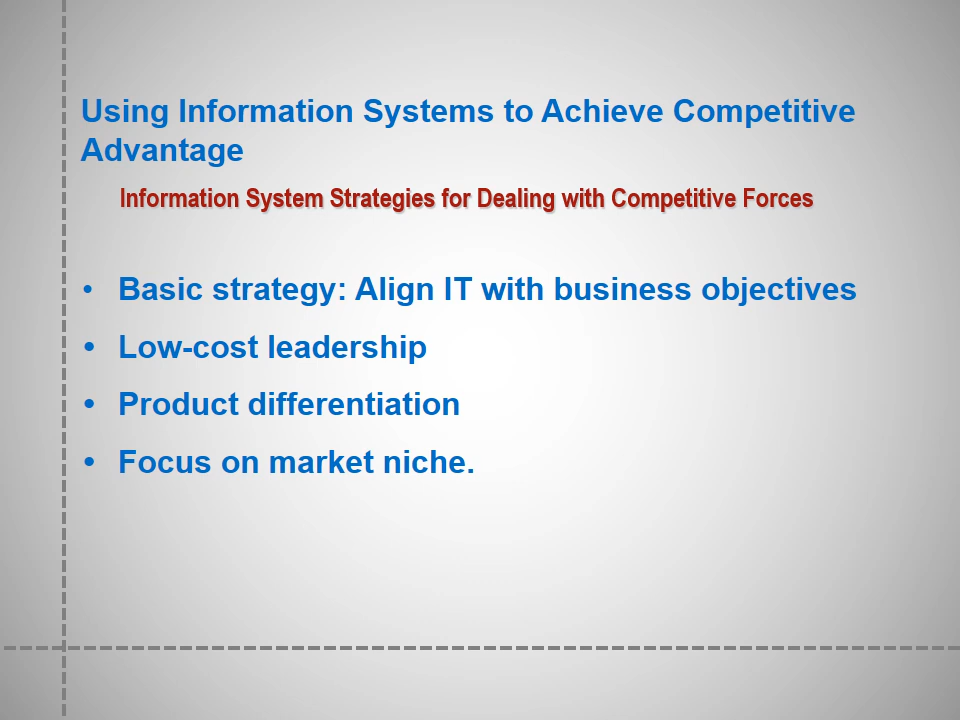 Using Information Systems to Achieve Competitive
Advantage
Information System Strategies for Dealing with Competitive Forces
• Basic strategy: Align IT with business objectives
• Low-cost leadership
• Product differentiation
• Focus on market niche.